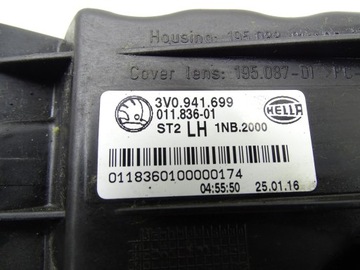 Housing: 195.
Cover lens: 195.087-01 >P
3V0.941.699
011.836-01
ST2 LH 1NB.2000
HELLA
0118360100000174
04:55:50 25.01.16